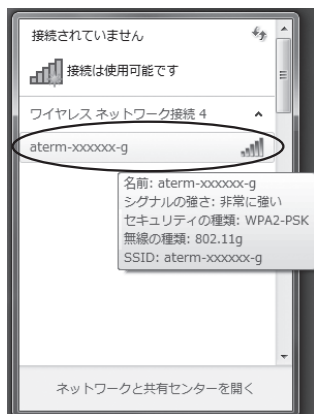 接続されていません
接続は使用可能です
ワイヤレス ネットワーク接続 4
aterm-xxxxxx-g
名前: aterm-xxxxxx-g
シグナルの強さ: 非常に強い
セキュリティの種類: WPA2-PSK
無線の種類: 802.11g
SSID: aterm-xxxxxx-g
ネットワークと共有センターを開く